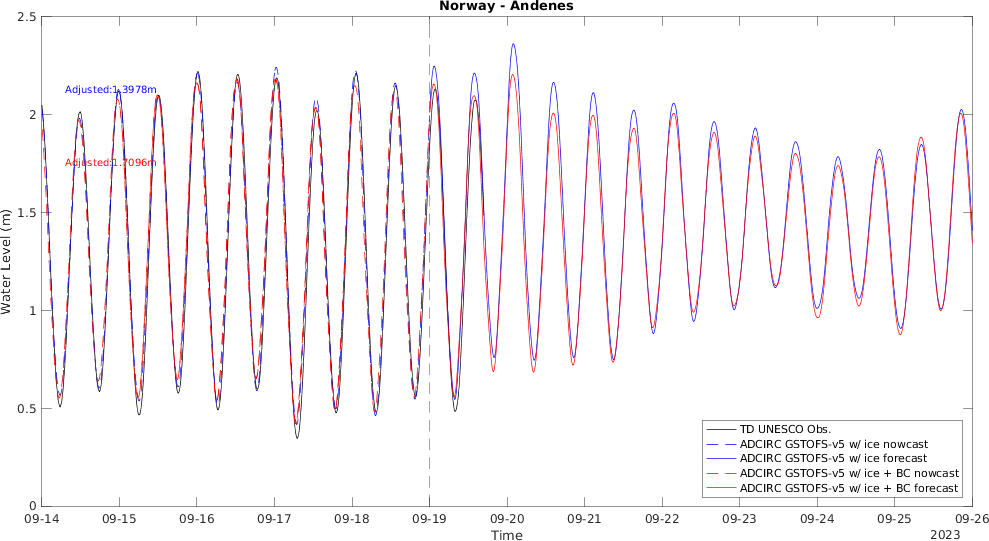 Norway - Andenes
2.5
2
1.5
1
0.5
0
Water Level (m)
Adjusted:1.3978m
Adjusted:1.7096m
TD UNESCO Obs.
ADCIRC GSTOFS-v5 w/ ice nowcast
ADCIRC GSTOFS-v5 w/ ice forecast
ADCIRC GSTOFS-v5 w/ ice + BC nowcast
ADCIRC GSTOFS-v5 w/ ice + BC forecast
09-14 09-15 09-16 09-17 09-18 09-19 09-20 09-21 09-22 09-23 09-24 09-25 09-26
Time
2023